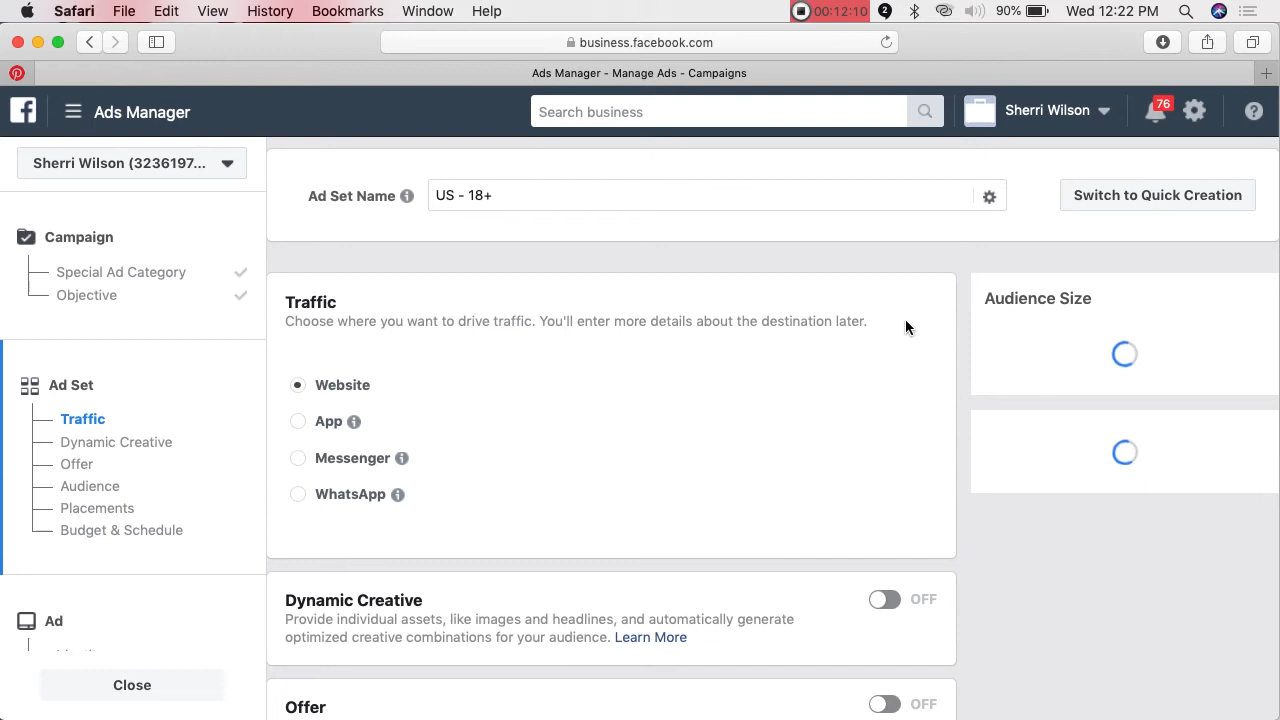 Safari File Edit View History Bookmarks Window Help 00:12:10 2 90% Wed 12:22 PM
business.facebook.com
Ads Manager - Manage Ads - Campaigns
Ads Manager Search business Sherri Wilson 76
Sherri Wilson (3236197...
Ad Set Name US - 18+ Switch to Quick Creation
Campaign
Special Ad Category
Objective
Ad Set
Traffic
Dynamic Creative
Offer
Audience
Placements
Budget & Schedule
Ad
Close
Traffic
Choose where you want to drive traffic. You'll enter more details about the destination later.
Website
App
Messenger
WhatsApp
Audience Size
Dynamic Creative OFF
Provide individual assets, like images and headlines, and automatically generate
optimized creative combinations for your audience. Learn More
Offer OFF